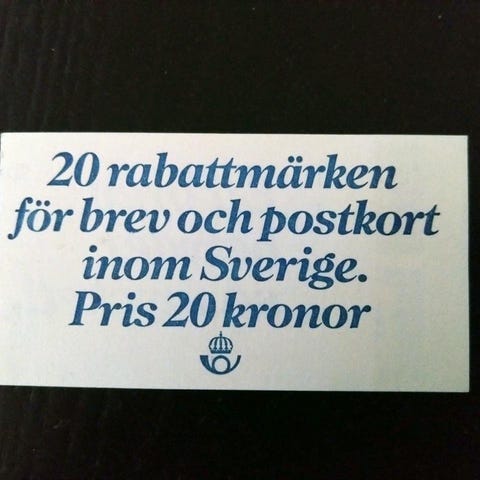 20 rabattmärken
för brev och postkort
inom Sverige.
Pris 20 kronor